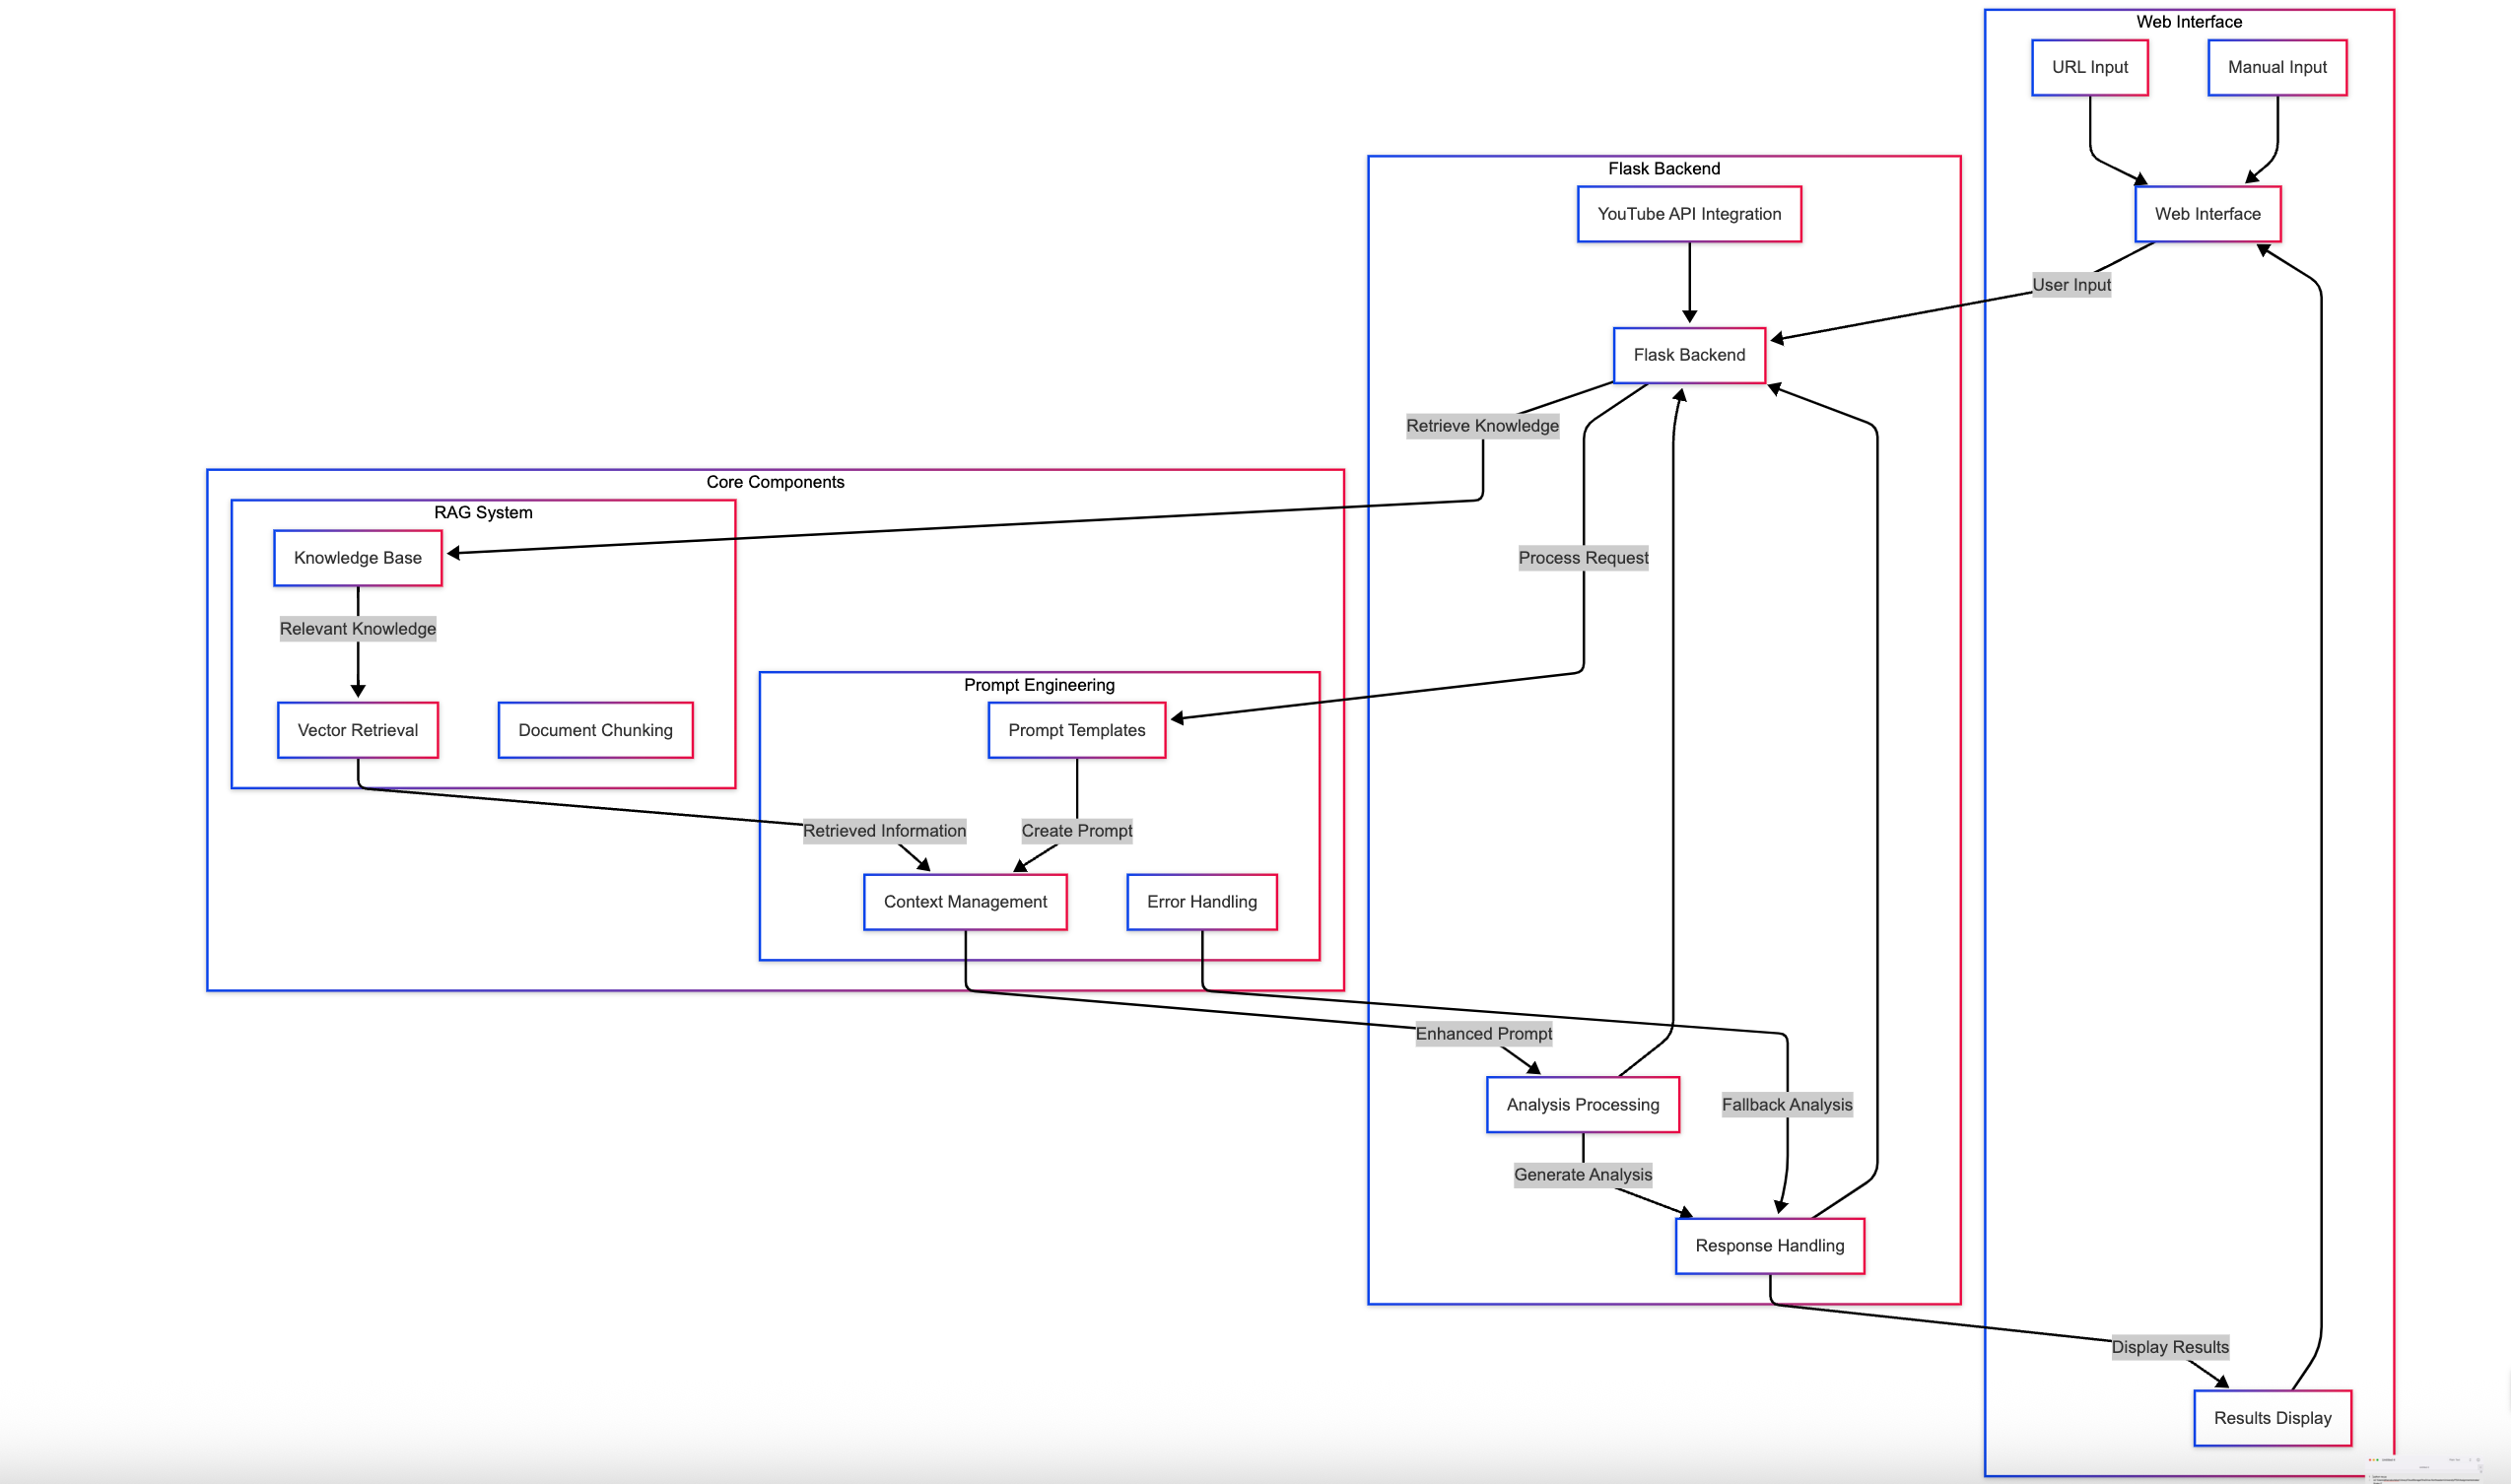 Web Interface
URL Input
Manual Input
Web Interface
User Input
Flask Backend
YouTube API Integration
Flask Backend
Retrieve Knowledge
Process Request
Core Components
RAG System
Knowledge Base
Relevant Knowledge
Vector Retrieval
Document Chunking
Prompt Engineering
Prompt Templates
Retrieved Information
Create Prompt
Context Management
Error Handling
Enhanced Prompt
Analysis Processing
Fallback Analysis
Generate Analysis
Response Handling
Display Results
Results Display